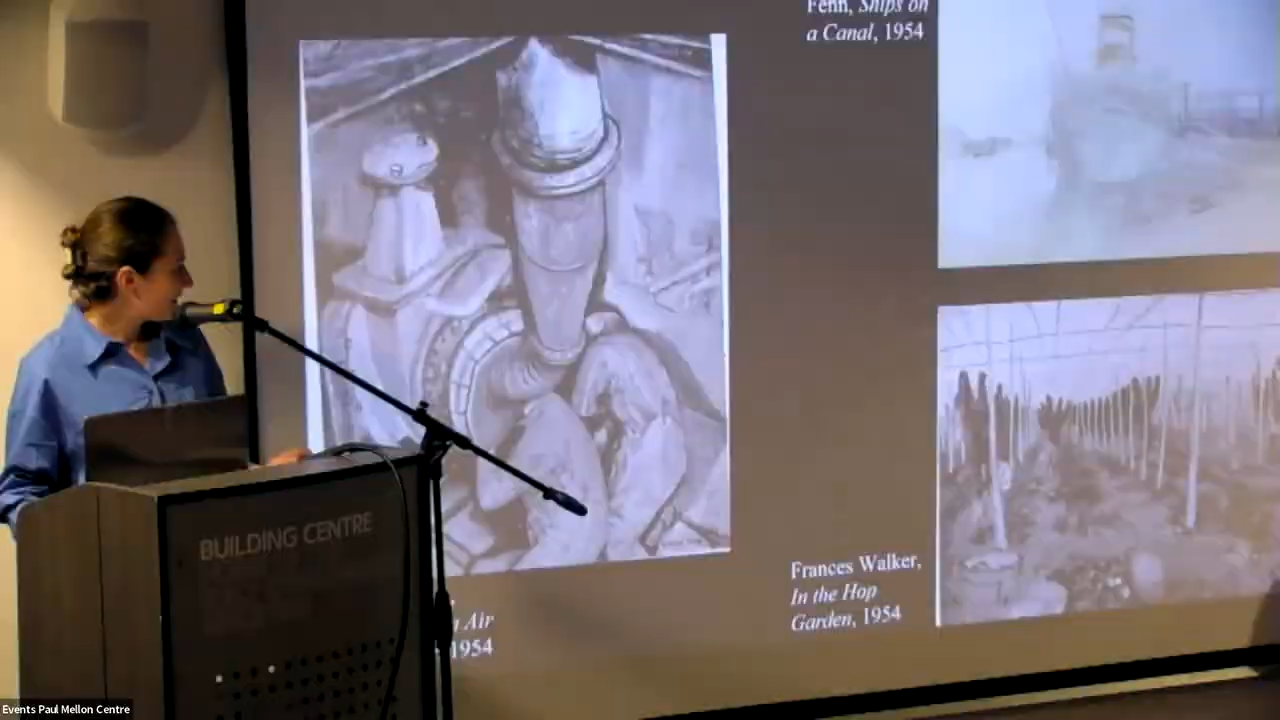 Fenn, Ships on
a Canal, 1954
BUILDING CENTRE
Air
1954
Frances Walker,
In the Hop
Garden, 1954
Events Paul Mellon Centre